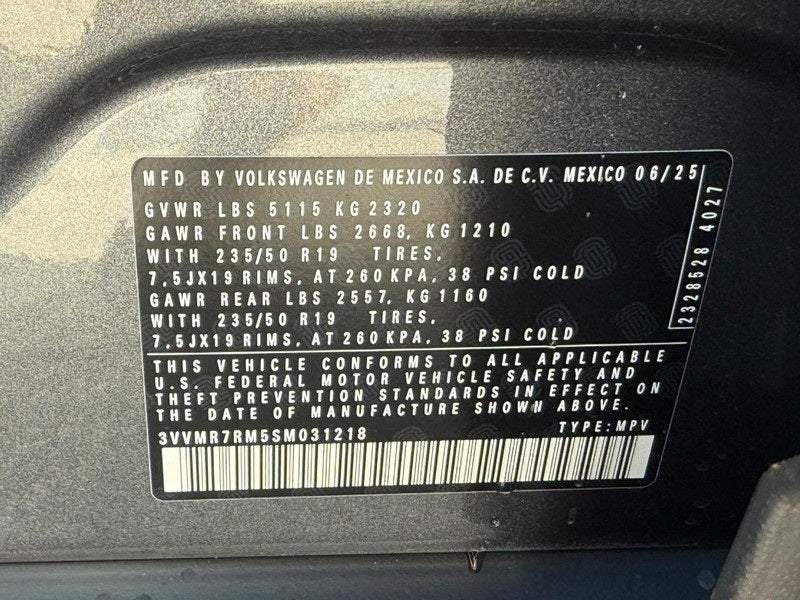 MFD BY VOLKSWAGEN DE MEXICO S.A. DE C.V. MEXICO 06/25
GVWR LBS 5115 KG 2320
GAWR FRONT LBS 2668, KG 1210
WITH 235/50 R19 TIRES,
7,5JX19 RIMS, AT 260 KPA, 38 PSI COLD
GAWR REAR LBS 2557, KG 1160
WITH 235/50 R19 TIRES,
7,5JX19 RIMS, AT 260 KPA, 38 PSI COLD
THIS VEHICLE CONFORMS TO ALL APPLICABLE
U.S. FEDERAL MOTOR VEHICLE SAFETY AND
THEFT PREVENTION STANDARDS IN EFFECT ON
THE DATE OF MANUFACTURE SHOWN ABOVE.
3VVMR7RM5SM031218 TYPE: MPV
2328528 4027